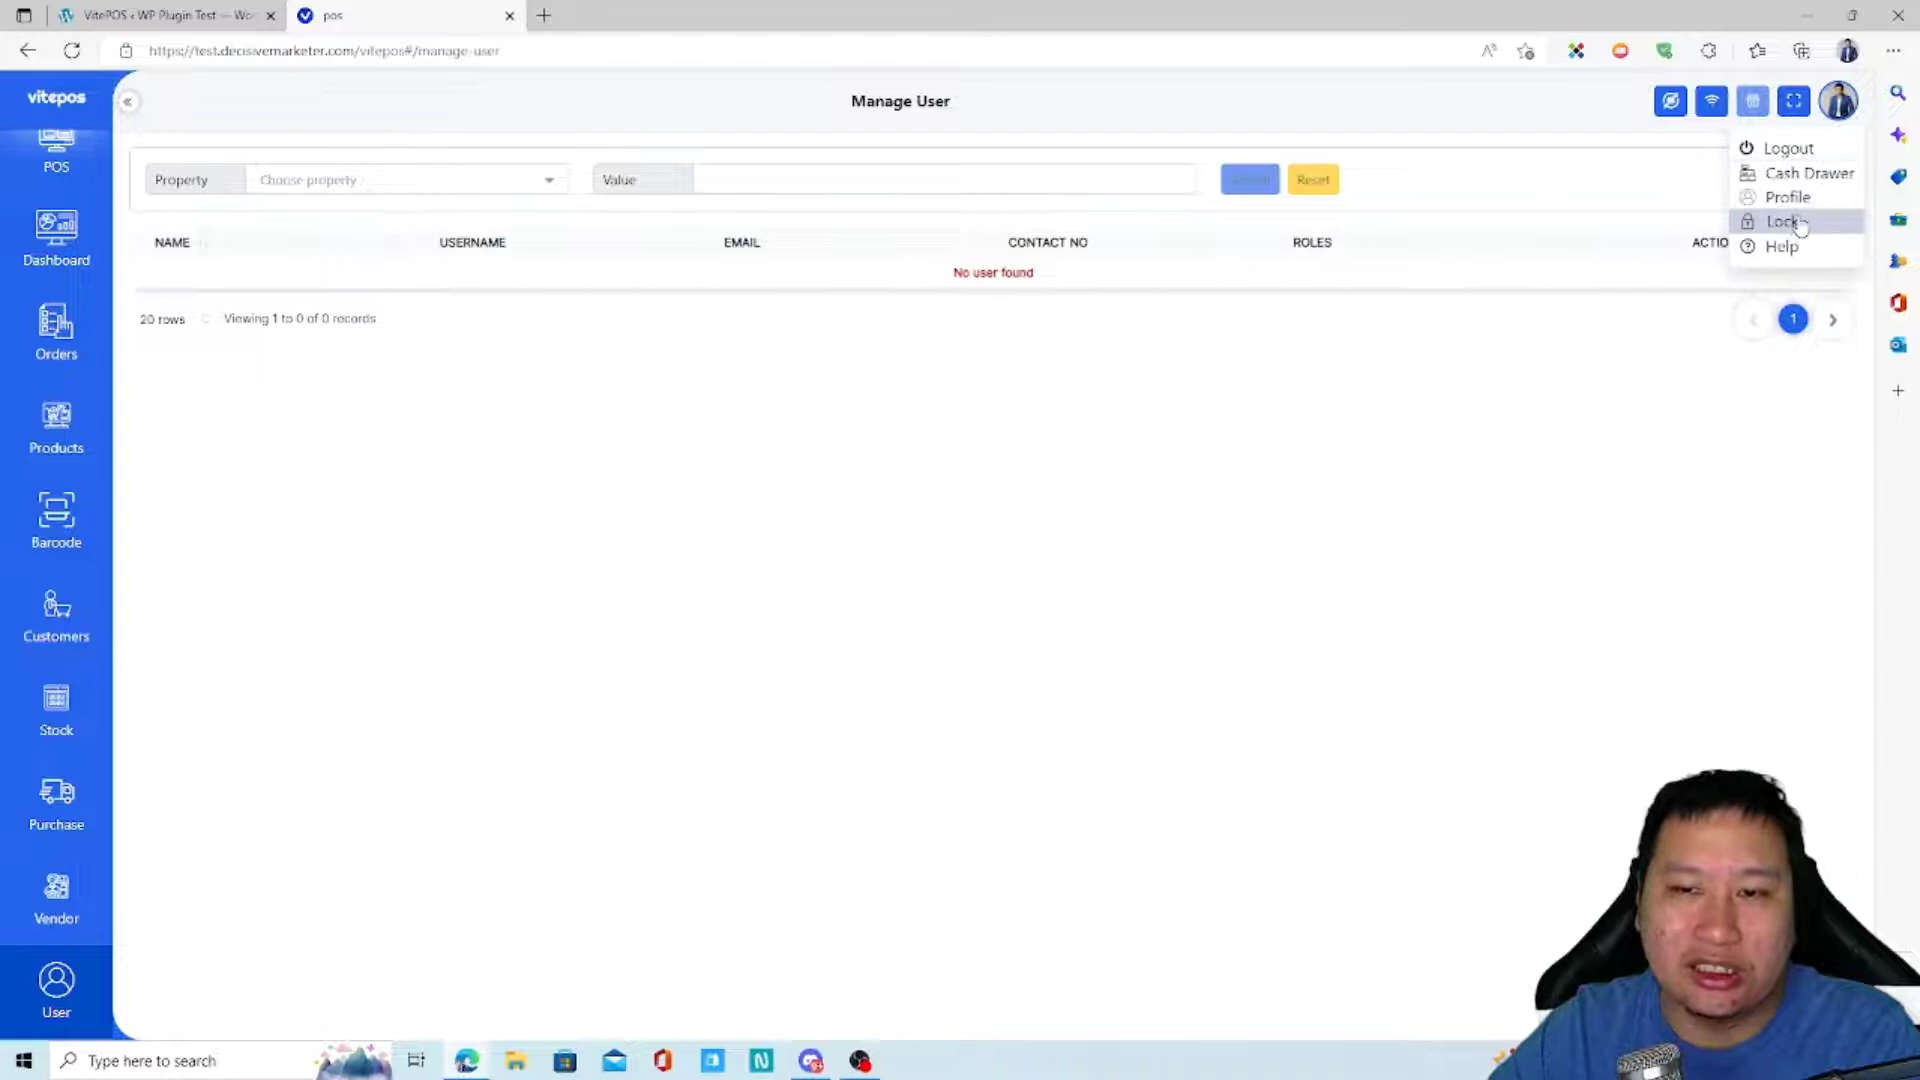 VitePOS ‹ WP Plugin Test — Wo
pos
https://test.decisivemarketer.com/vitepos#/manage-user
vitepos
Manage User
POS
Dashboard
Orders
Products
Barcode
Customers
Stock
Purchase
Vendor
User
Property
Choose property
Value
Reset
Logout
Cash Drawer
Profile
Lock
Help
NAME
USERNAME
EMAIL
CONTACT NO
ROLES
ACTIO
No user found
20 rows
Viewing 1 to 0 of 0 records
1
Type here to search